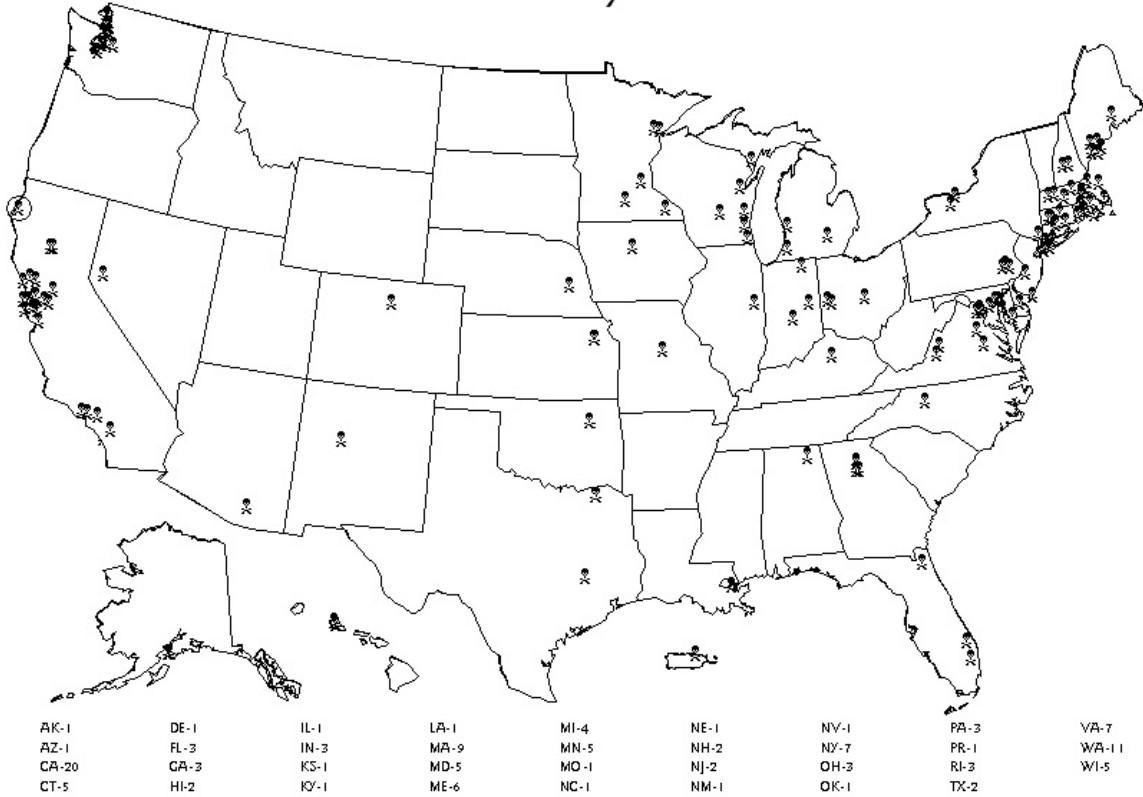 AK-1 DE-1 IL-1 LA-1 MI-4 NE-1 NV-1 PA-3 VA-7
AZ-1 FL-3 IN-3 MA-9 MN-5 NH-2 NY-7 PR-1 WA-11
CA-20 GA-3 KS-1 MD-5 MO-1 NJ-2 OH-3 RI-3 WI-5
CT-5 HI-2 KY-1 ME-6 NC-1 NM-1 OK-1 TX-2